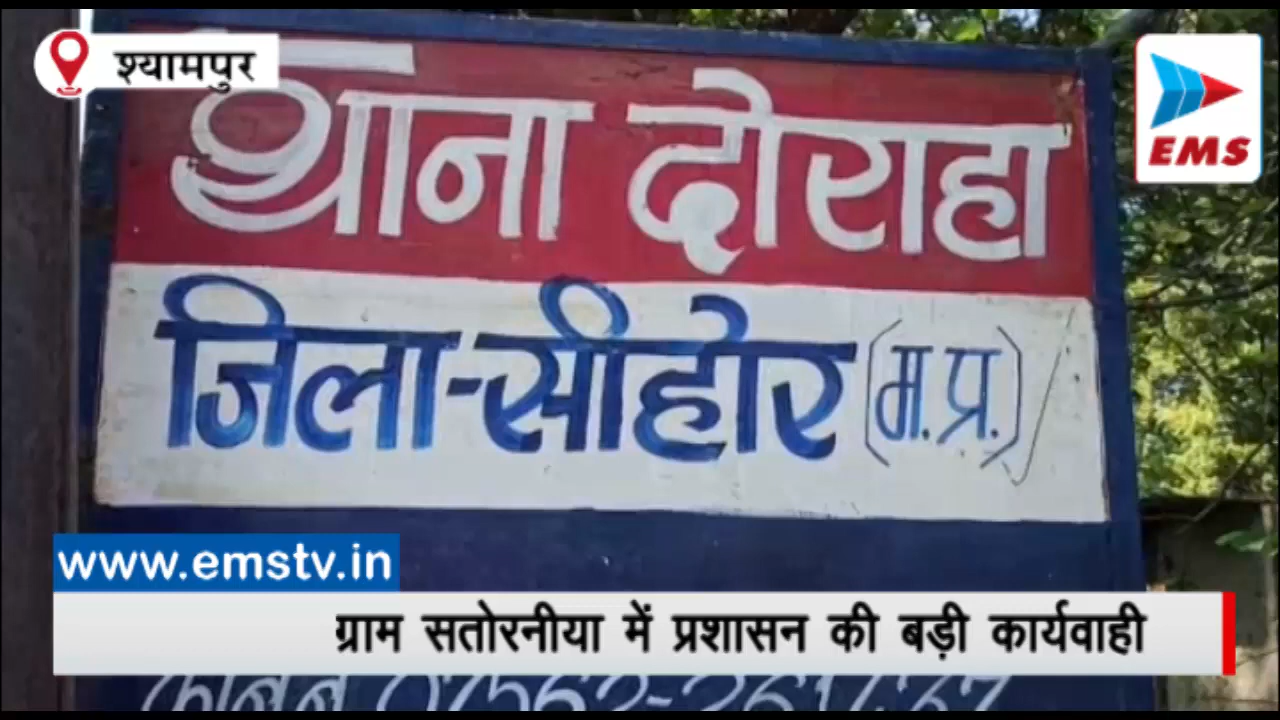 श्यामपुर
EMS
थाना दोराहा
जिला-सीहोर (म.प्र.)
www.emstv.in
ग्राम सतोरनीया में प्रशासन की बड़ी कार्यवाही